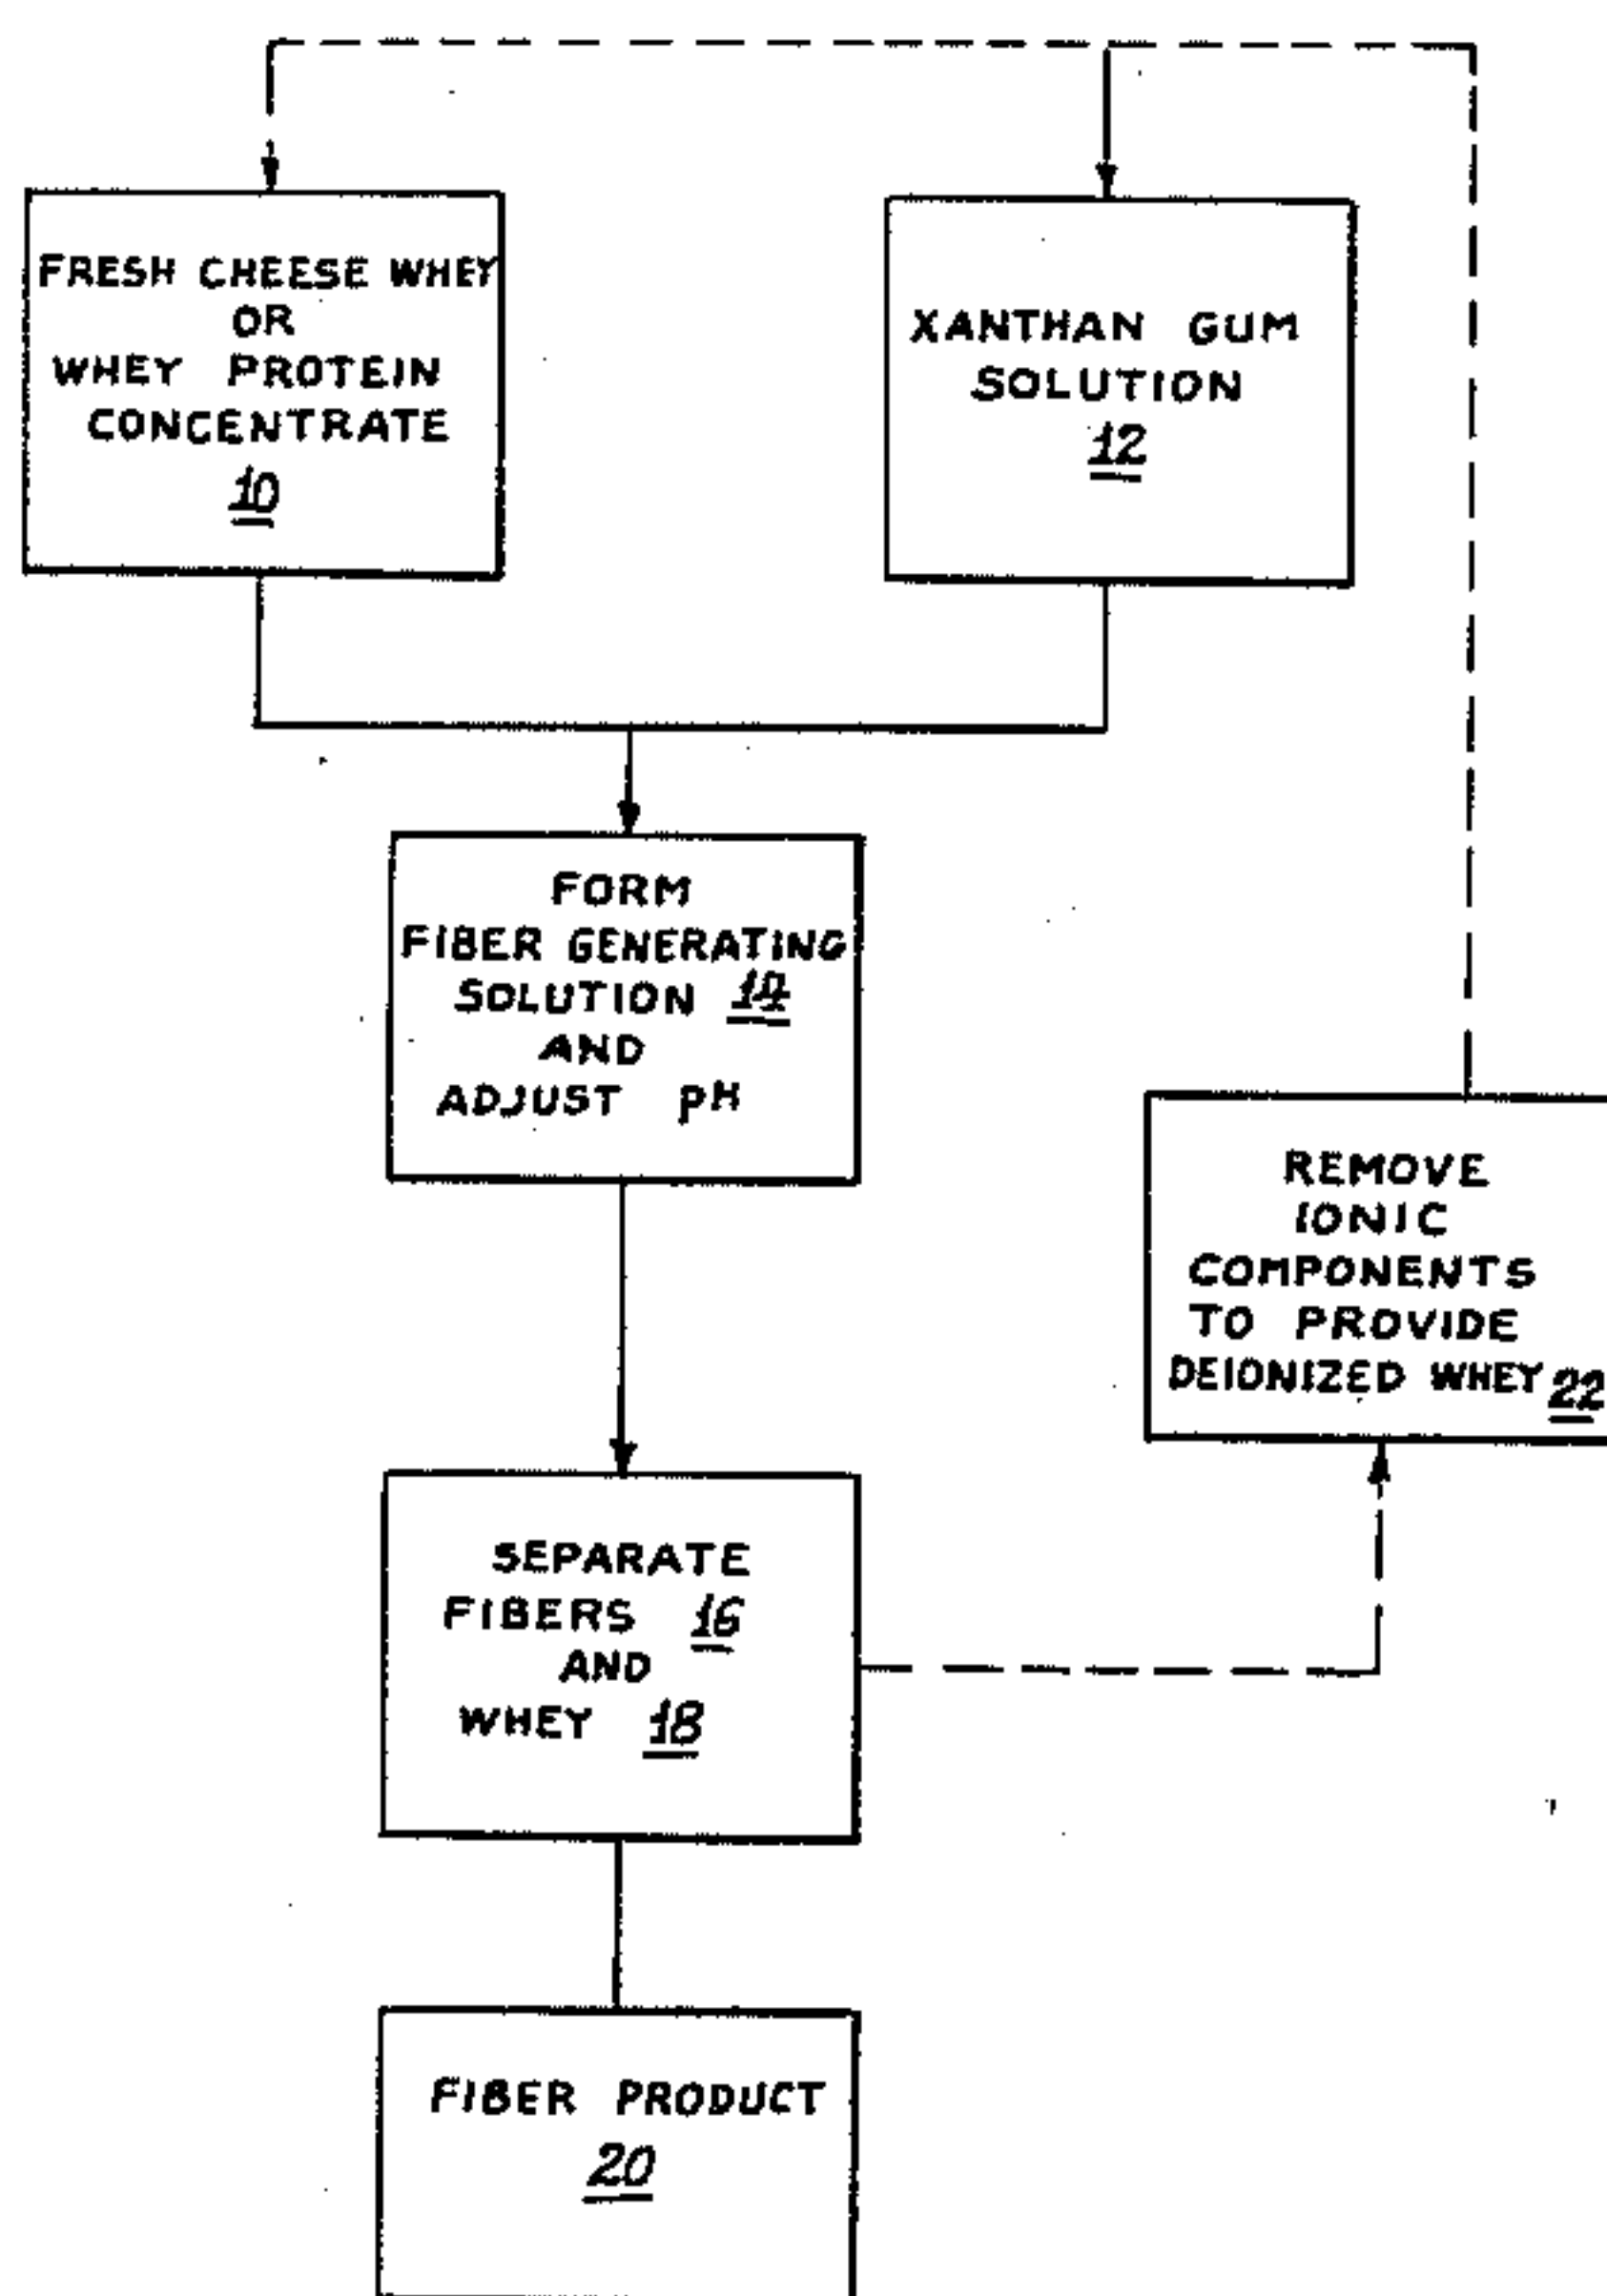 FRESH CHEESE WHEY
OR
WHEY PROTEIN
CONCENTRATE
10
XANTHAN GUM
SOLUTION
12
FORM
FIBER GENERATING
SOLUTION 14
AND
ADJUST pH
REMOVE
IONIC
COMPONENTS
TO PROVIDE
DEIONIZED WHEY 22
SEPARATE
FIBERS 16
AND
WHEY 18
FIBER PRODUCT
20